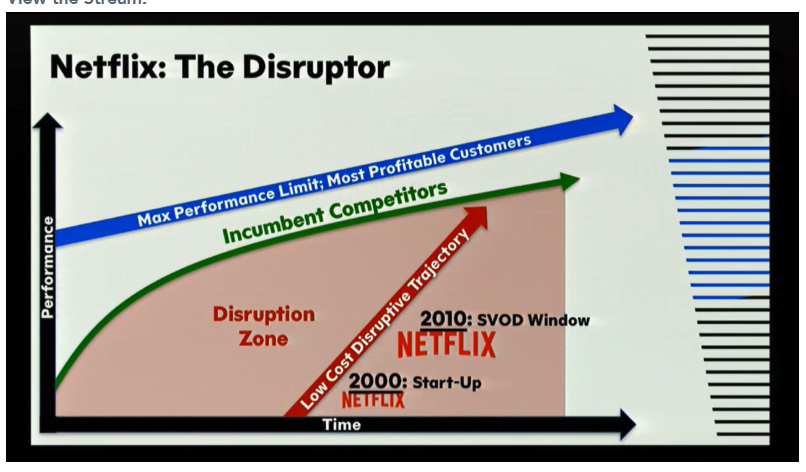 View the Stream.
Netflix: The Disruptor
Max Performance Limit; Most Profitable Customers
Incumbent Competitors
Performance
Disruption
Zone
Low Cost Disruptive Trajectory
2010: SVOD Window
NETFLIX
2000: Start-Up
NETFLIX
Time